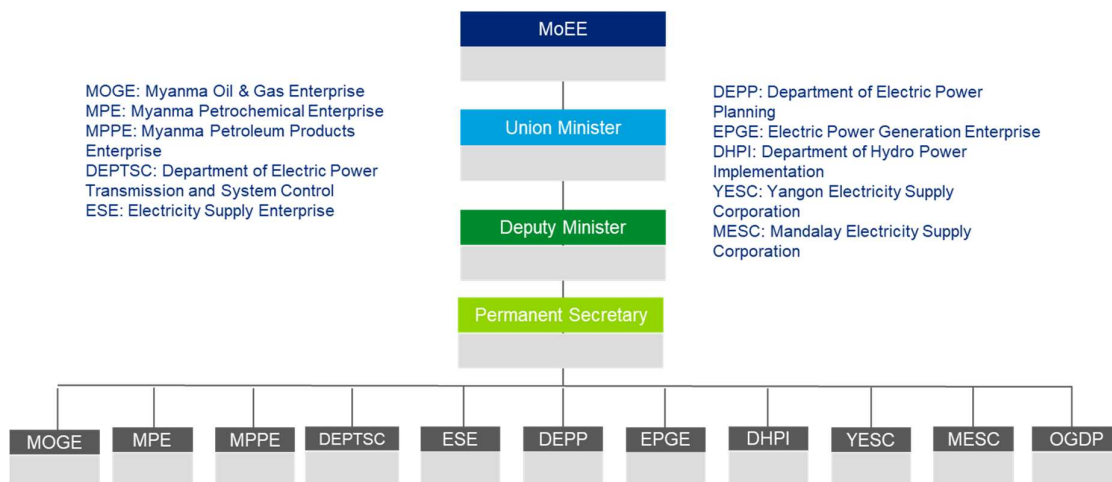 MoEE
MOGE: Myanma Oil & Gas Enterprise
MPE: Myanma Petrochemical Enterprise
MPPE: Myanma Petroleum Products
Enterprise
DEPTSC: Department of Electric Power
Transmission and System Control
ESE: Electricity Supply Enterprise
Union Minister
Deputy Minister
Permanent Secretary
DEPP: Department of Electric Power
Planning
EPGE: Electric Power Generation Enterprise
DHPI: Department of Hydro Power
Implementation
YESC: Yangon Electricity Supply
Corporation
MESC: Mandalay Electricity Supply
Corporation
MOGE
MPE
MPPE
DEPTSC
ESE
DEPP
EPGE
DHPI
YESC
MESC
OGDP